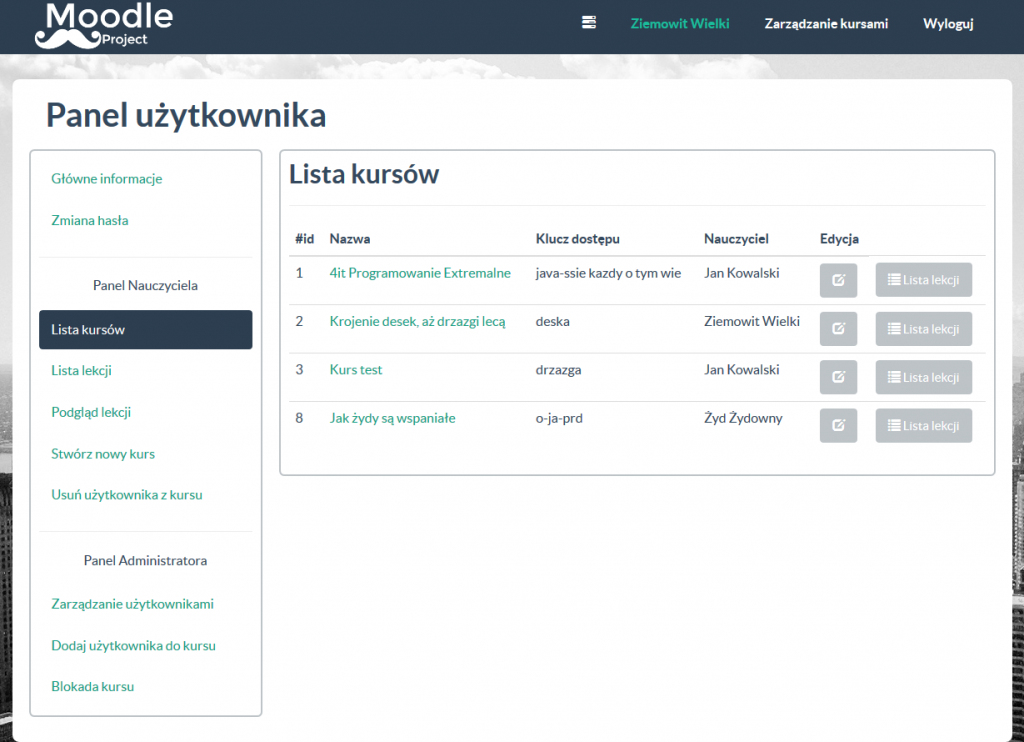 Moodle
Project
Ziemowit Wielki Zarządzanie kursami Wyloguj
Panel użytkownika
Główne informacje
Zmiana hasła
Panel Nauczyciela
Lista kursów
Lista lekcji
Podgląd lekcji
Stwórz nowy kurs
Usuń użytkownika z kursu
Panel Administratora
Zarządzanie użytkownikami
Dodaj użytkownika do kursu
Blokada kursu
Lista kursów
#id Nazwa Klucz dostępu Nauczyciel Edycja
1 4it Programowanie Extremalne java-ssie kazdy o tym wie Jan Kowalski Lista lekcji
2 Krojenie desek, aż drzazgi lecą deska Ziemowit Wielki Lista lekcji
3 Kurs test drzazga Jan Kowalski Lista lekcji
8 Jak żydy są wspaniałe o-ja-prd Żyd Żydowny Lista lekcji